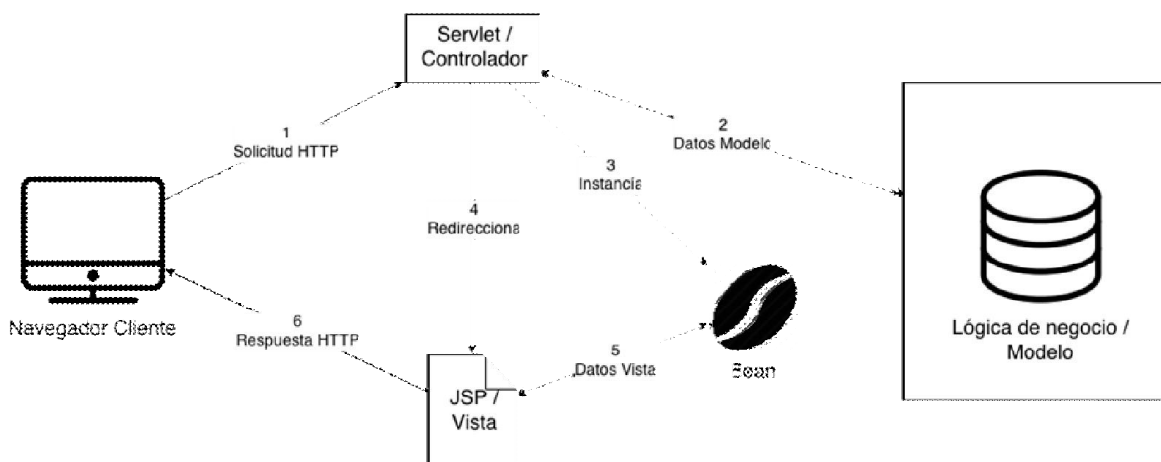 Servlet /
Controlador
1
Solicitud HTTP
2
Datos Modelo
3
Instancia
4
Redirecciona
Navegador Cliente
6
Respuesta HTTP
5
Datos Vista
Bean
JSP /
Vista
Lógica de negocio /
Modelo